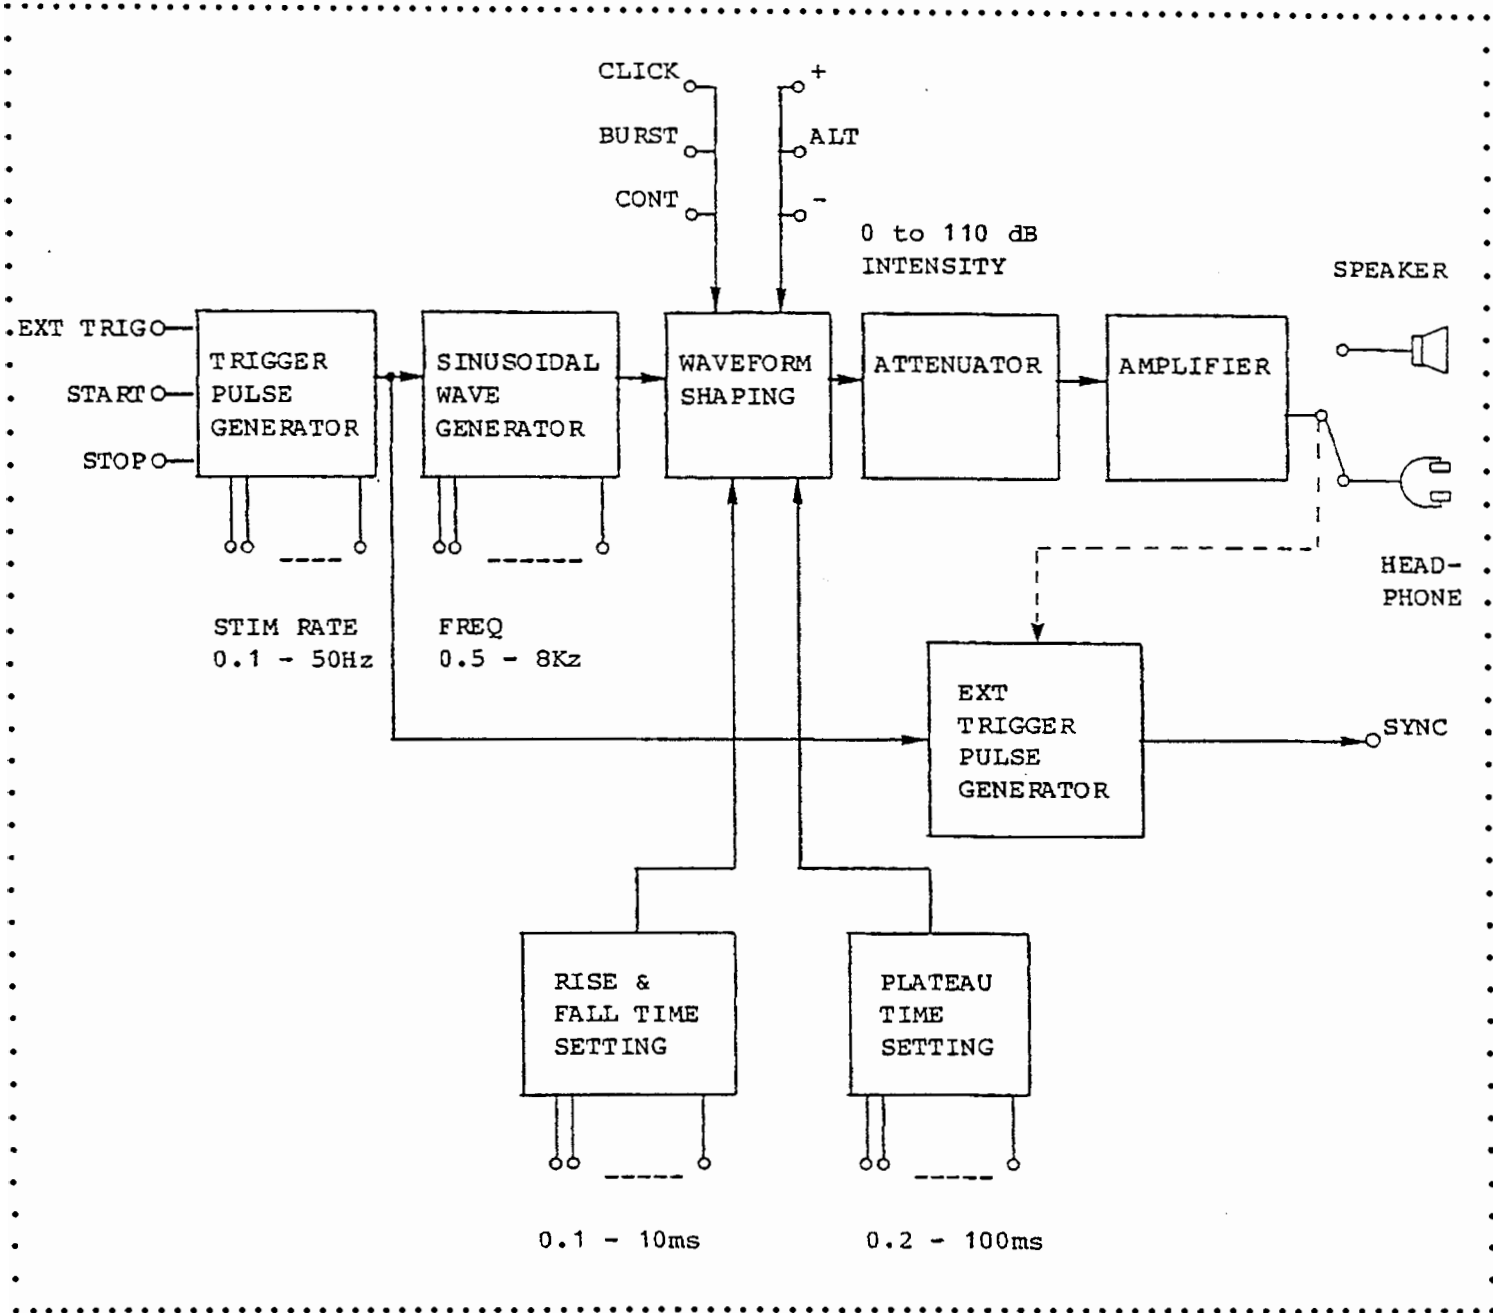 CLICK
+
BURST
ALT
CONT
-
0 to 110 dB
INTENSITY
SPEAKER
EXT TRIG
START
STOP
TRIGGER
PULSE
GENERATOR
SINUSOIDAL
WAVE
GENERATOR
WAVEFORM
SHAPING
ATTENUATOR
AMPLIFIER
HEAD-
PHONE
STIM RATE
0.1 - 50Hz
FREQ
0.5 - 8Kz
EXT
TRIGGER
PULSE
GENERATOR
SYNC
RISE &
FALL TIME
SETTING
PLATEAU
TIME
SETTING
0.1 - 10ms
0.2 - 100ms